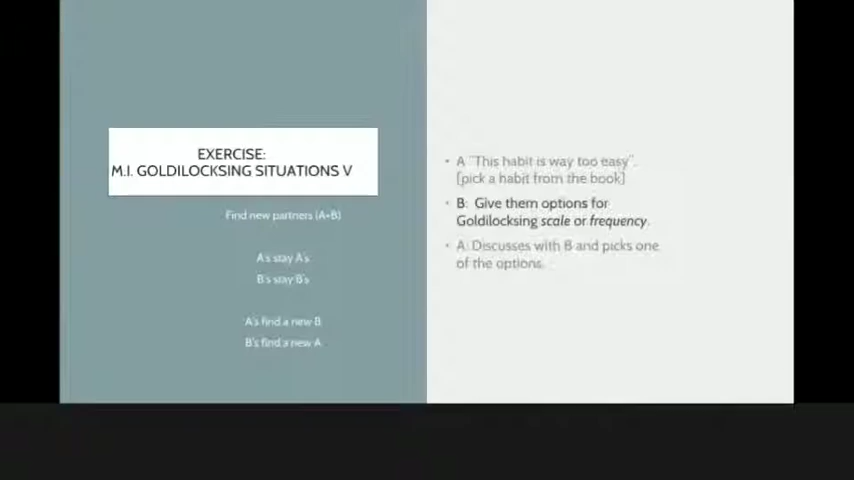 EXERCISE:
M.I. GOLDILOCKSING SITUATIONS V
Find new partners (A+B)
A's stay A's
B's stay B's
A's find a new B
B's find a new A
• A "This habit is way too easy".
[pick a habit from the book]
• B: Give them options for
Goldilocksing scale or frequency.
• A: Discusses with B and picks one
of the options.